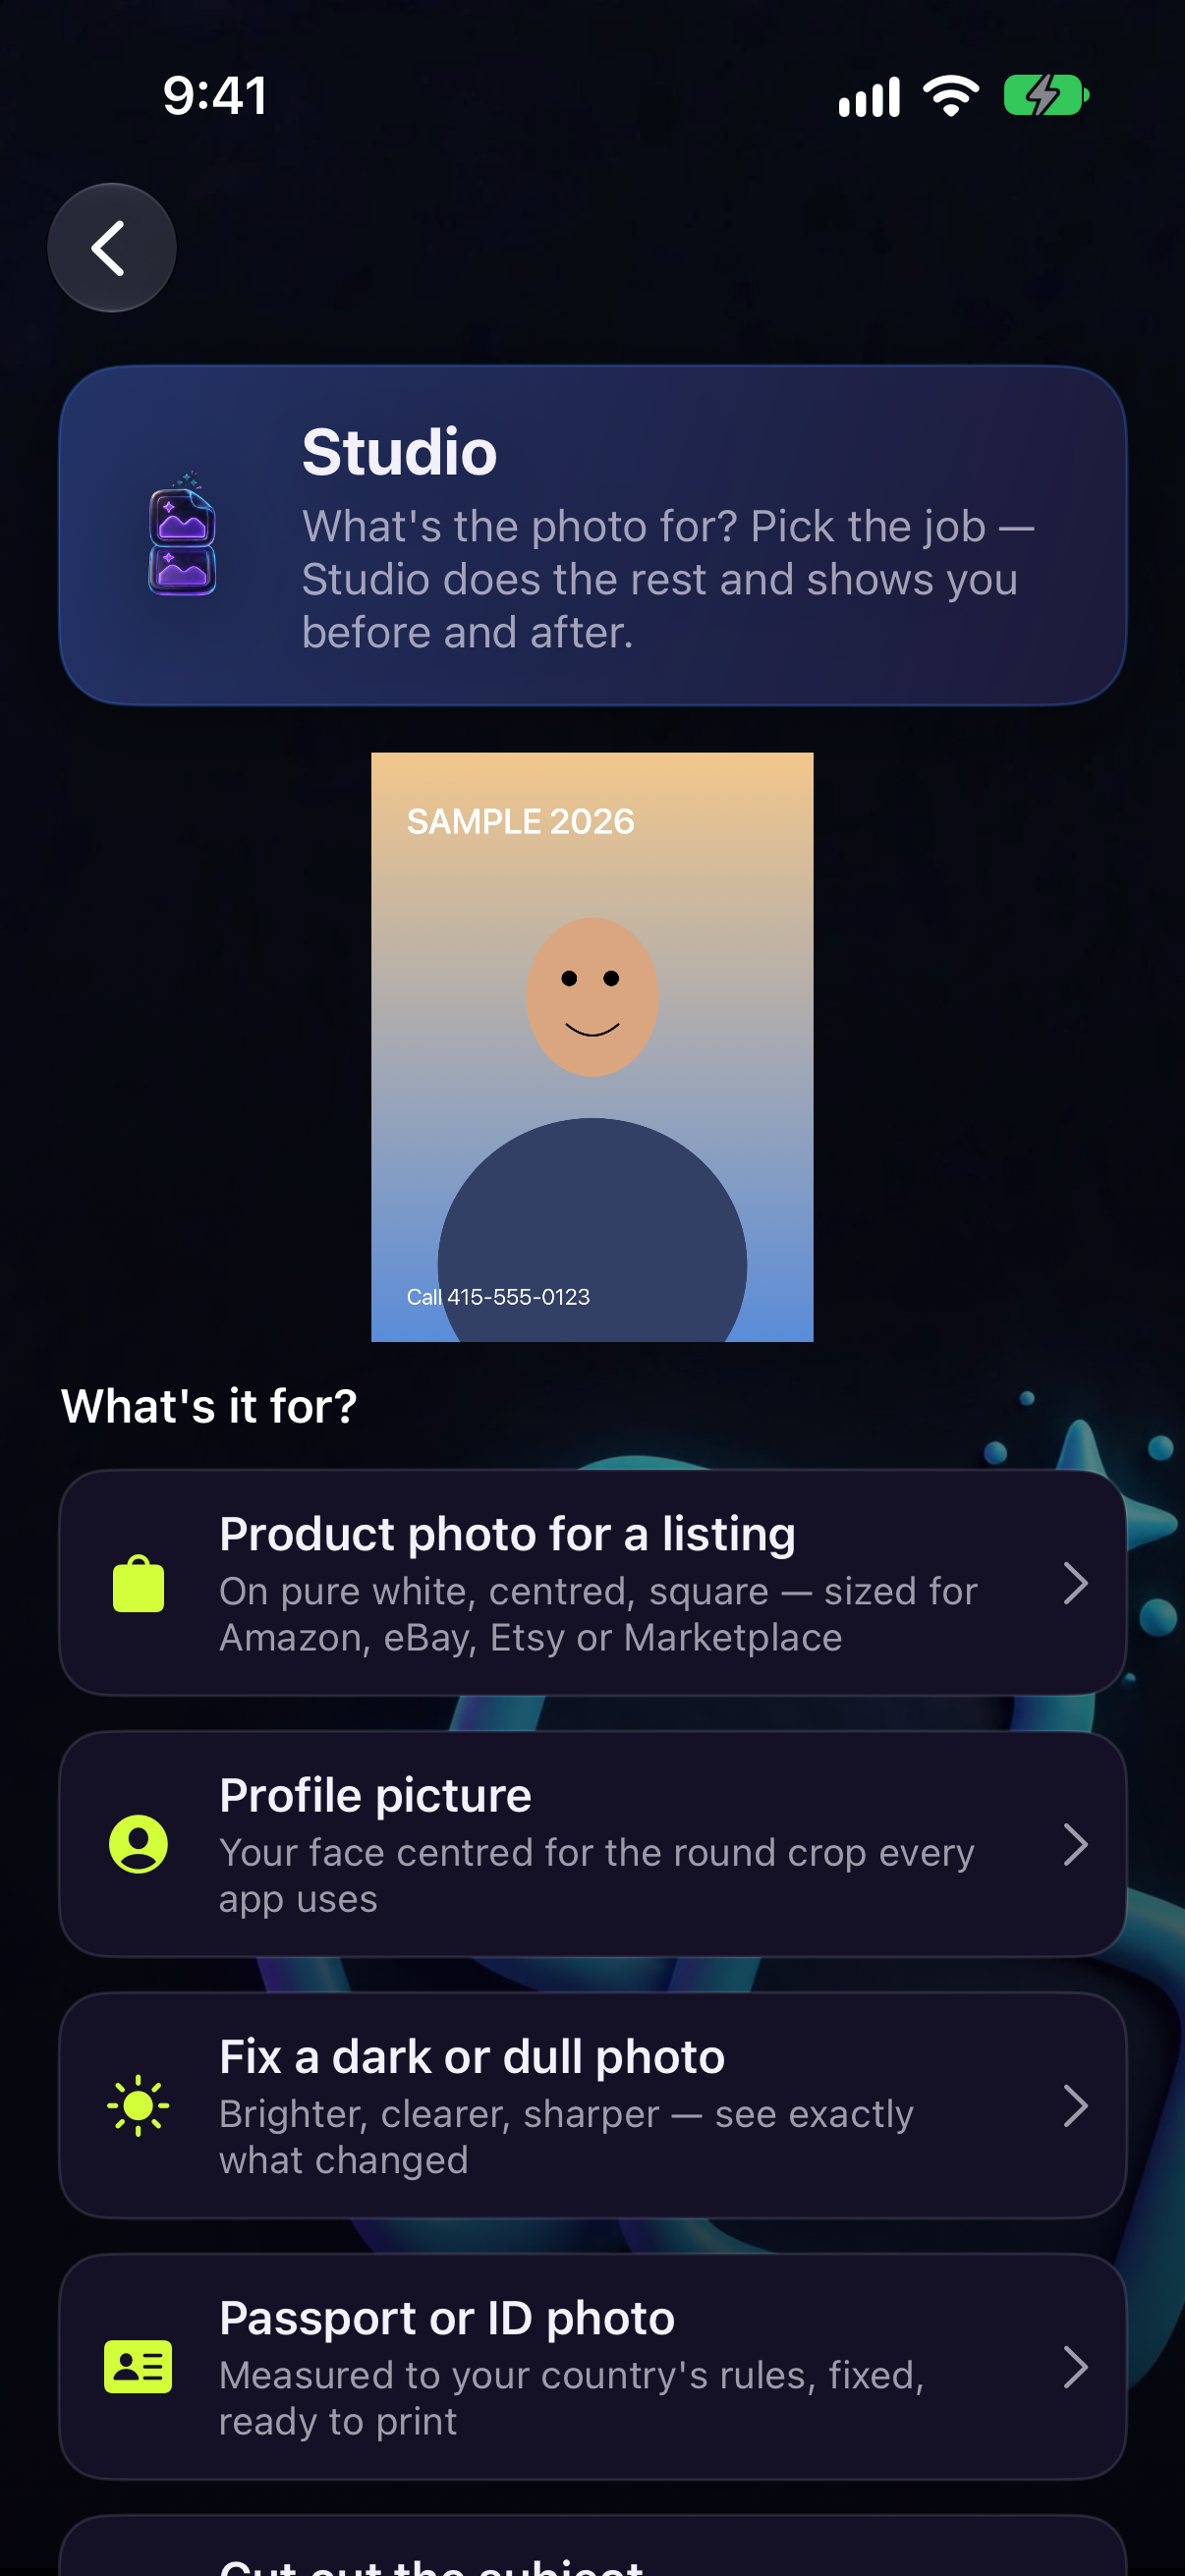 9:41
Studio
What's the photo for? Pick the job —
Studio does the rest and shows you
before and after.
SAMPLE 2026
Call 415-555-0123
What's it for?
Product photo for a listing
On pure white, centred, square — sized for
Amazon, eBay, Etsy or Marketplace
Profile picture
Your face centred for the round crop every
app uses
Fix a dark or dull photo
Brighter, clearer, sharper — see exactly
what changed
Passport or ID photo
Measured to your country's rules, fixed,
ready to print
Cut out the subject